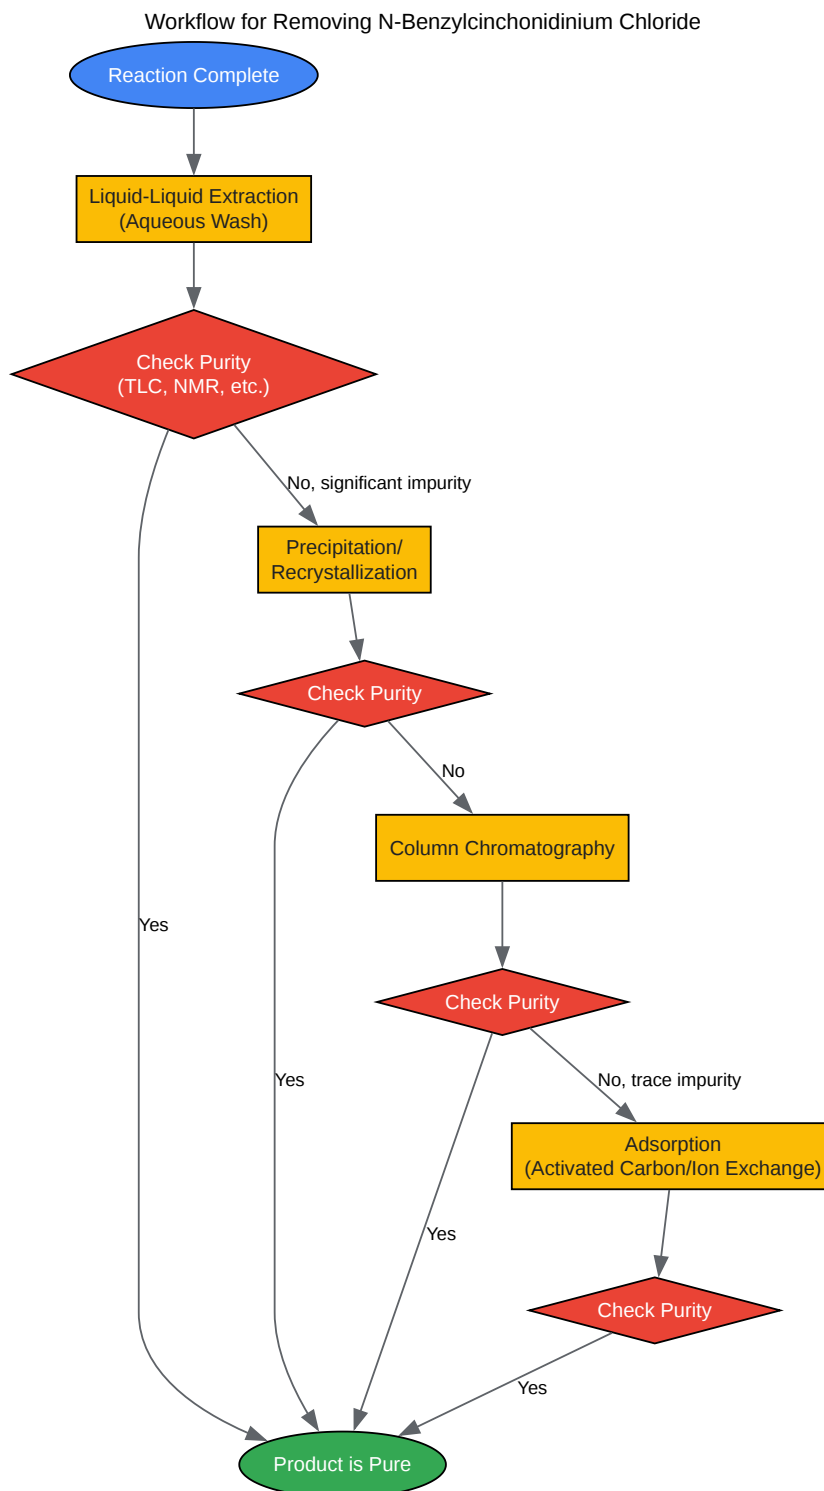 Workflow for Removing N-Benzylcinchonidinium Chloride
Reaction Complete
Liquid-Liquid Extraction
(Aqueous Wash)
Check Purity
(TLC, NMR, etc.)
No, significant impurity
Precipitation/
Recrystallization
Check Purity
No
Column Chromatography
Yes
Check Purity
Yes
No, trace impurity
Adsorption
(Activated Carbon/Ion Exchange)
Yes
Check Purity
Yes
Product is Pure